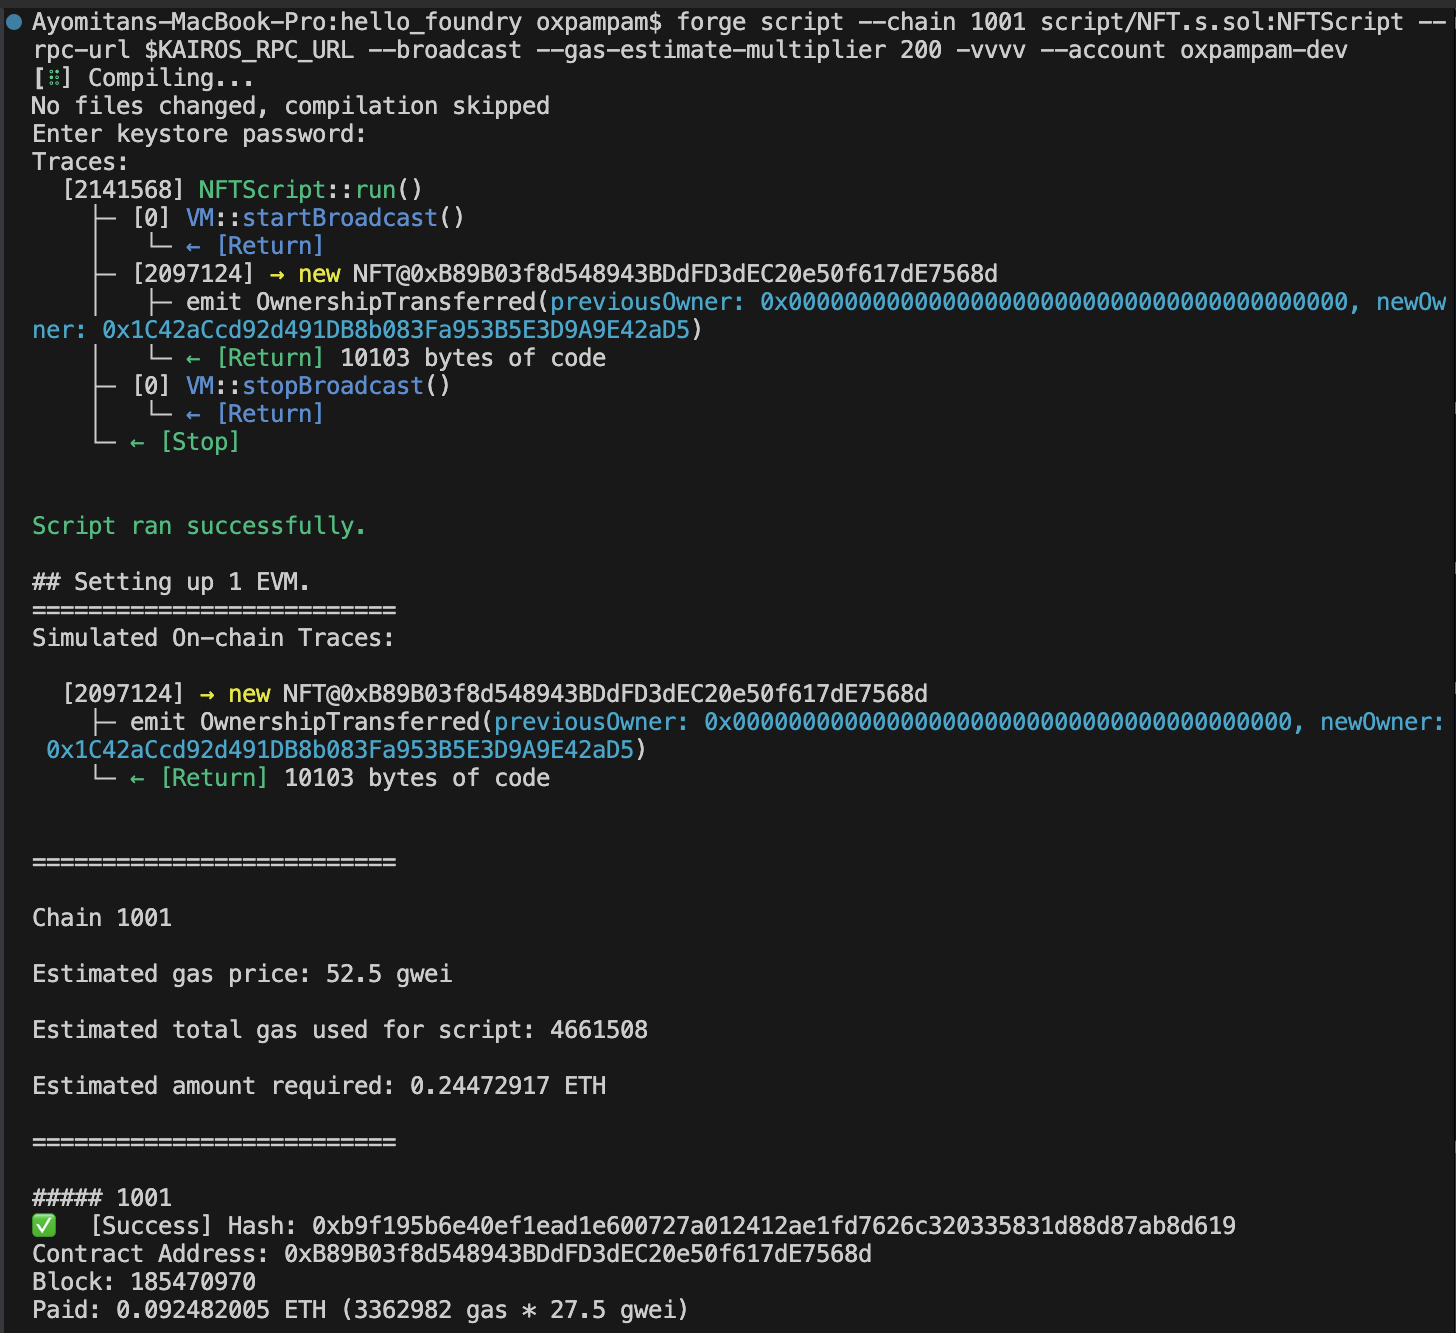 Ayomitans-MacBook-Pro:hello_foundry oxpampam$ forge script --chain 1001 script/NFT.s.sol:NFTScript --
rpc-url $KAIROS_RPC_URL --broadcast --gas-estimate-multiplier 200 -vvvv --account oxpampam-dev
[⠿] Compiling...
No files changed, compilation skipped
Enter keystore password:
Traces:
  [2141568] NFTScript::run()
    ├─ [0] VM::startBroadcast()
    │   └─ ← [Return]
    ├─ [2097124] → new NFT@0xB89B03f8d548943BDdFD3dEC20e50f617dE7568d
    │   ├─ emit OwnershipTransferred(previousOwner: 0x0000000000000000000000000000000000000000, newOw
ner: 0x1C42aCcd92d491DB8b083Fa953B5E3D9A9E42aD5)
    │   └─ ← [Return] 10103 bytes of code
    ├─ [0] VM::stopBroadcast()
    │   └─ ← [Return]
    └─ ← [Stop]
Script ran successfully.
## Setting up 1 EVM.
==========================
Simulated On-chain Traces:
  [2097124] → new NFT@0xB89B03f8d548943BDdFD3dEC20e50f617dE7568d
    ├─ emit OwnershipTransferred(previousOwner: 0x0000000000000000000000000000000000000000, newOwner:
 0x1C42aCcd92d491DB8b083Fa953B5E3D9A9E42aD5)
    └─ ← [Return] 10103 bytes of code
==========================
Chain 1001
Estimated gas price: 52.5 gwei
Estimated total gas used for script: 4661508
Estimated amount required: 0.24472917 ETH
==========================
##### 1001
✅  [Success] Hash: 0xb9f195b6e40ef1ead1e600727a012412ae1fd7626c320335831d88d87ab8d619
Contract Address: 0xB89B03f8d548943BDdFD3dEC20e50f617dE7568d
Block: 185470970
Paid: 0.092482005 ETH (3362982 gas * 27.5 gwei)